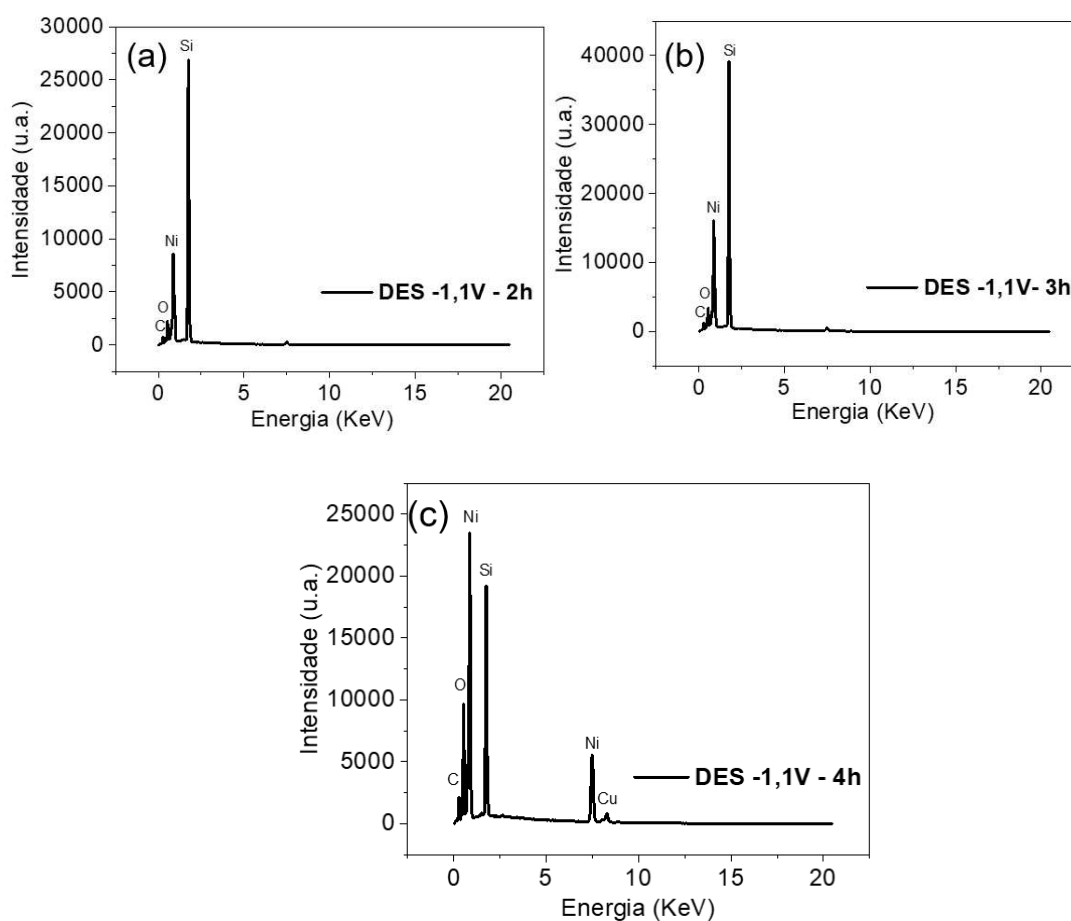 (a)
Intensidade (u.a.)
30000
25000
20000
15000
10000
5000
0
Si
Ni
O
C
DES -1,1V - 2h
0 5 10 15 20
Energia (KeV)
(b)
Intensidade (u.a.)
40000
30000
20000
10000
0
Si
Ni
O
C
DES -1,1V- 3h
0 5 10 15 20
Energia (KeV)
(c)
Intensidade (u.a.)
25000
20000
15000
10000
5000
0
Ni
Si
O
C
Ni
Cu
DES -1,1V - 4h
0 5 10 15 20
Energia (KeV)